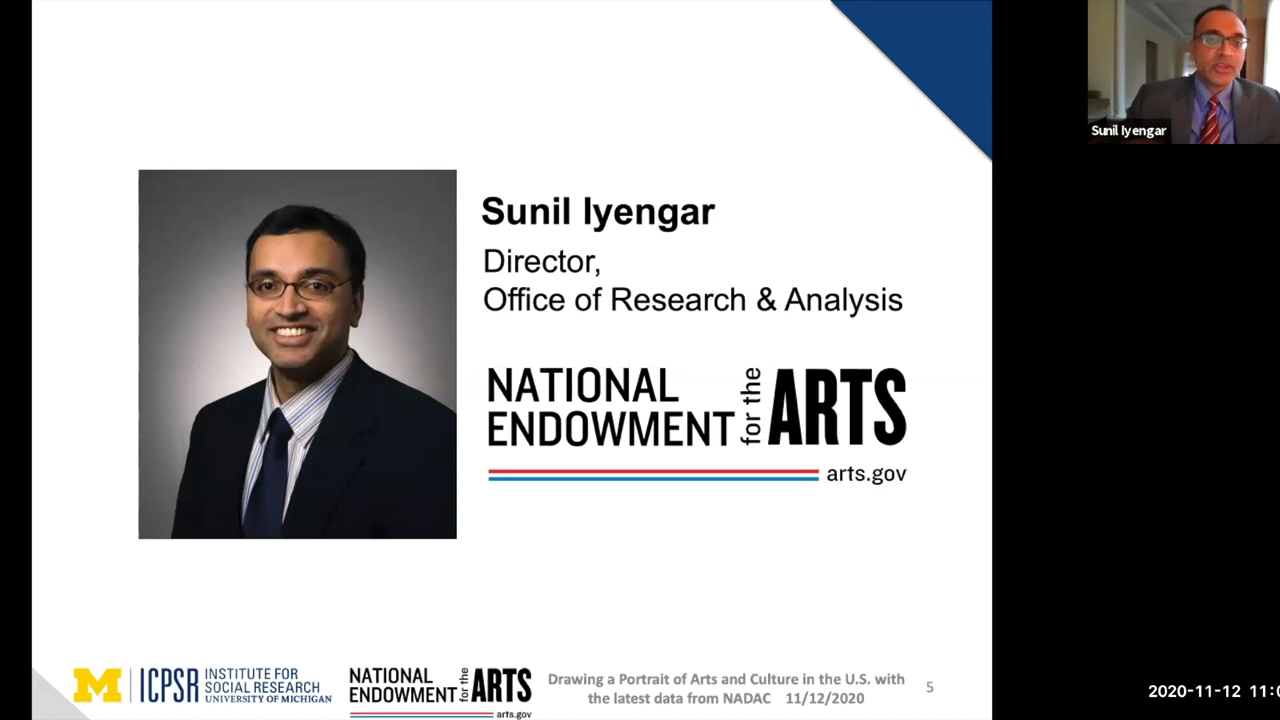 Sunil Iyengar
Sunil Iyengar
Director,
Office of Research & Analysis
NATIONAL
ENDOWMENT
for the
ARTS
arts.gov
M
ICPSR
INSTITUTE FOR
SOCIAL RESEARCH
UNIVERSITY OF MICHIGAN
NATIONAL
ENDOWMENT
for the
ARTS
arts.gov
Drawing a Portrait of Arts and Culture in the U.S. with
the latest data from NADAC 11/12/2020
5
2020-11-12 11:0